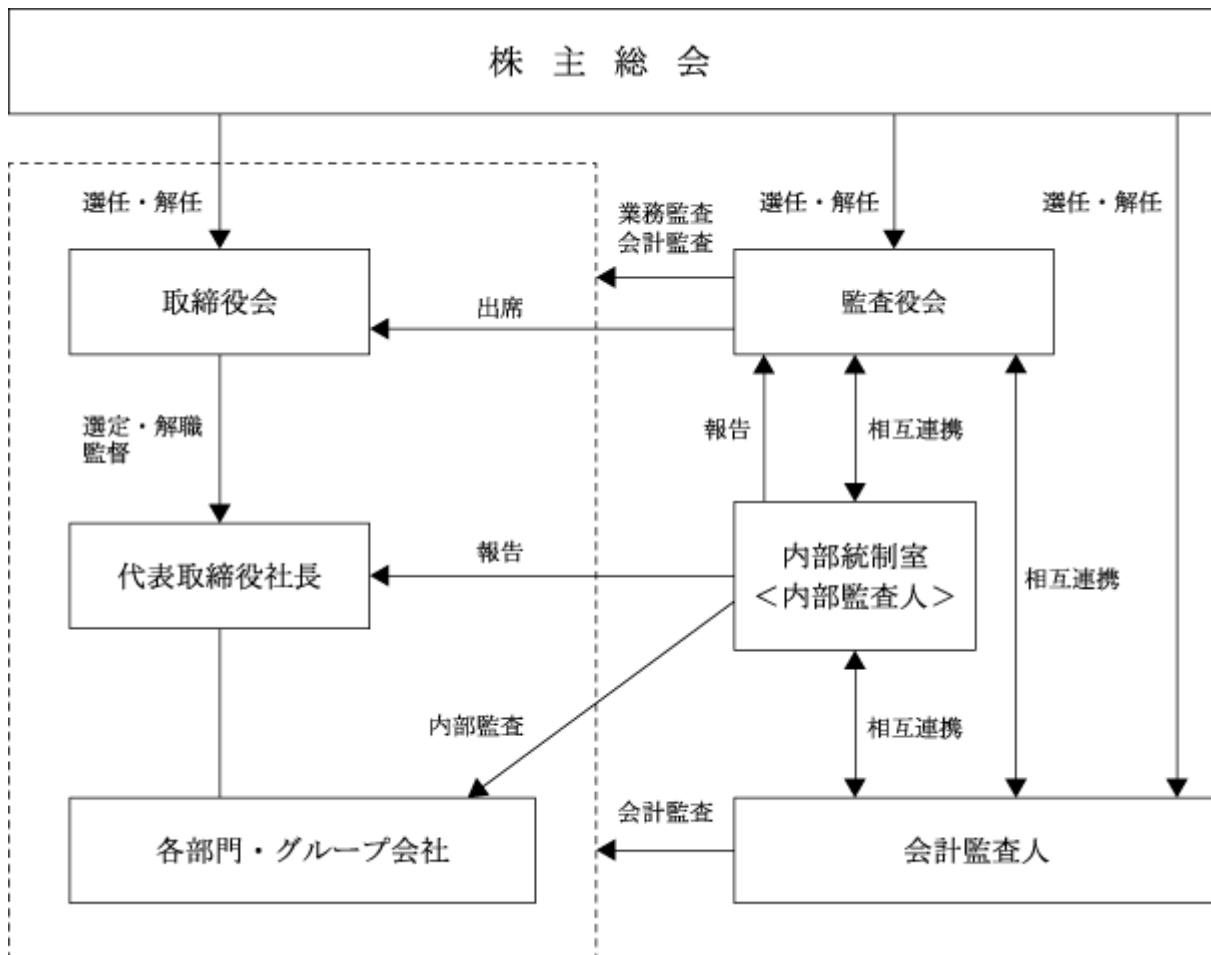 株主総会
選任・解任
選任・解任
選任・解任
業務監査
会計監査
取締役会
監査役会
出席
選定・解職
監督
報告
相互連携
代表取締役社長
報告
内部統制室
＜内部監査人＞
相互連携
内部監査
相互連携
会計監査
各部門・グループ会社
会計監査人